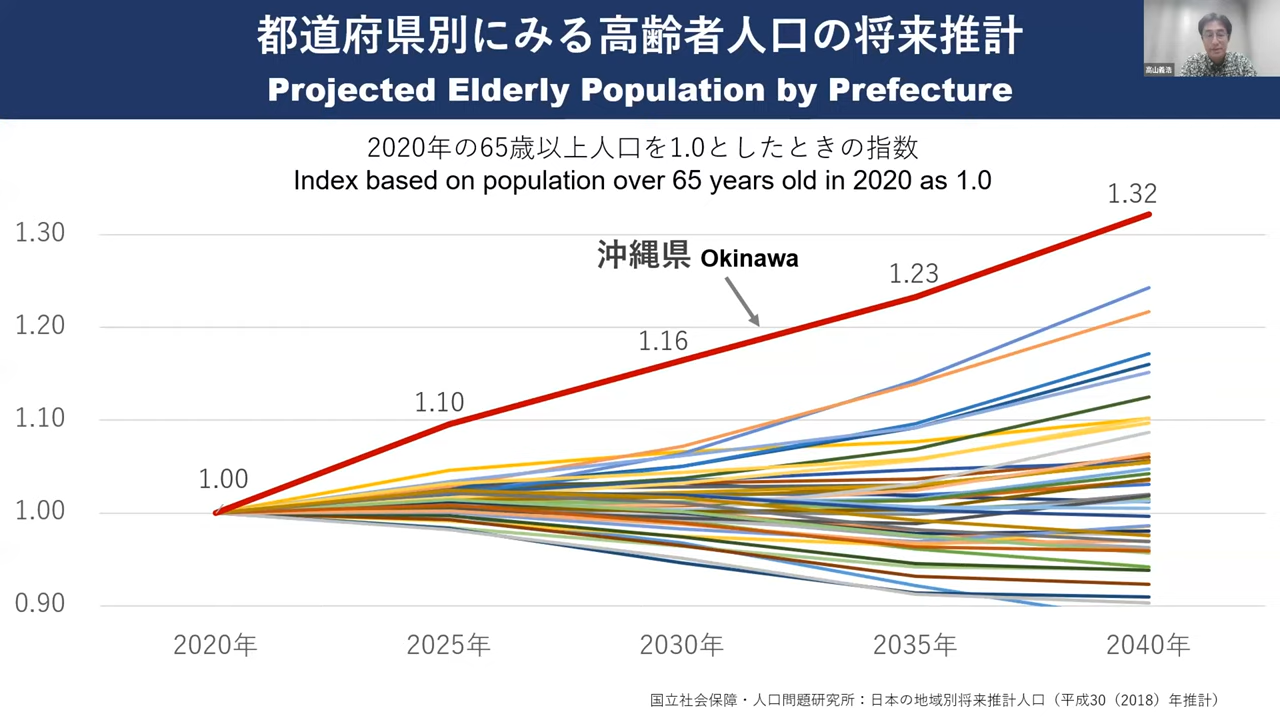 都道府県別にみる高齢者人口の将来推計
Projected Elderly Population by Prefecture
高山義浩
2020年の65歳以上人口を1.0としたときの指数
Index based on population over 65 years old in 2020 as 1.0
1.32
1.30
沖縄県 Okinawa
1.23
1.20
1.16
1.10
1.10
1.00
1.00
0.90
2020年 2025年 2030年 2035年 2040年
国立社会保障・人口問題研究所：日本の地域別将来推計人口（平成30（2018）年推計）